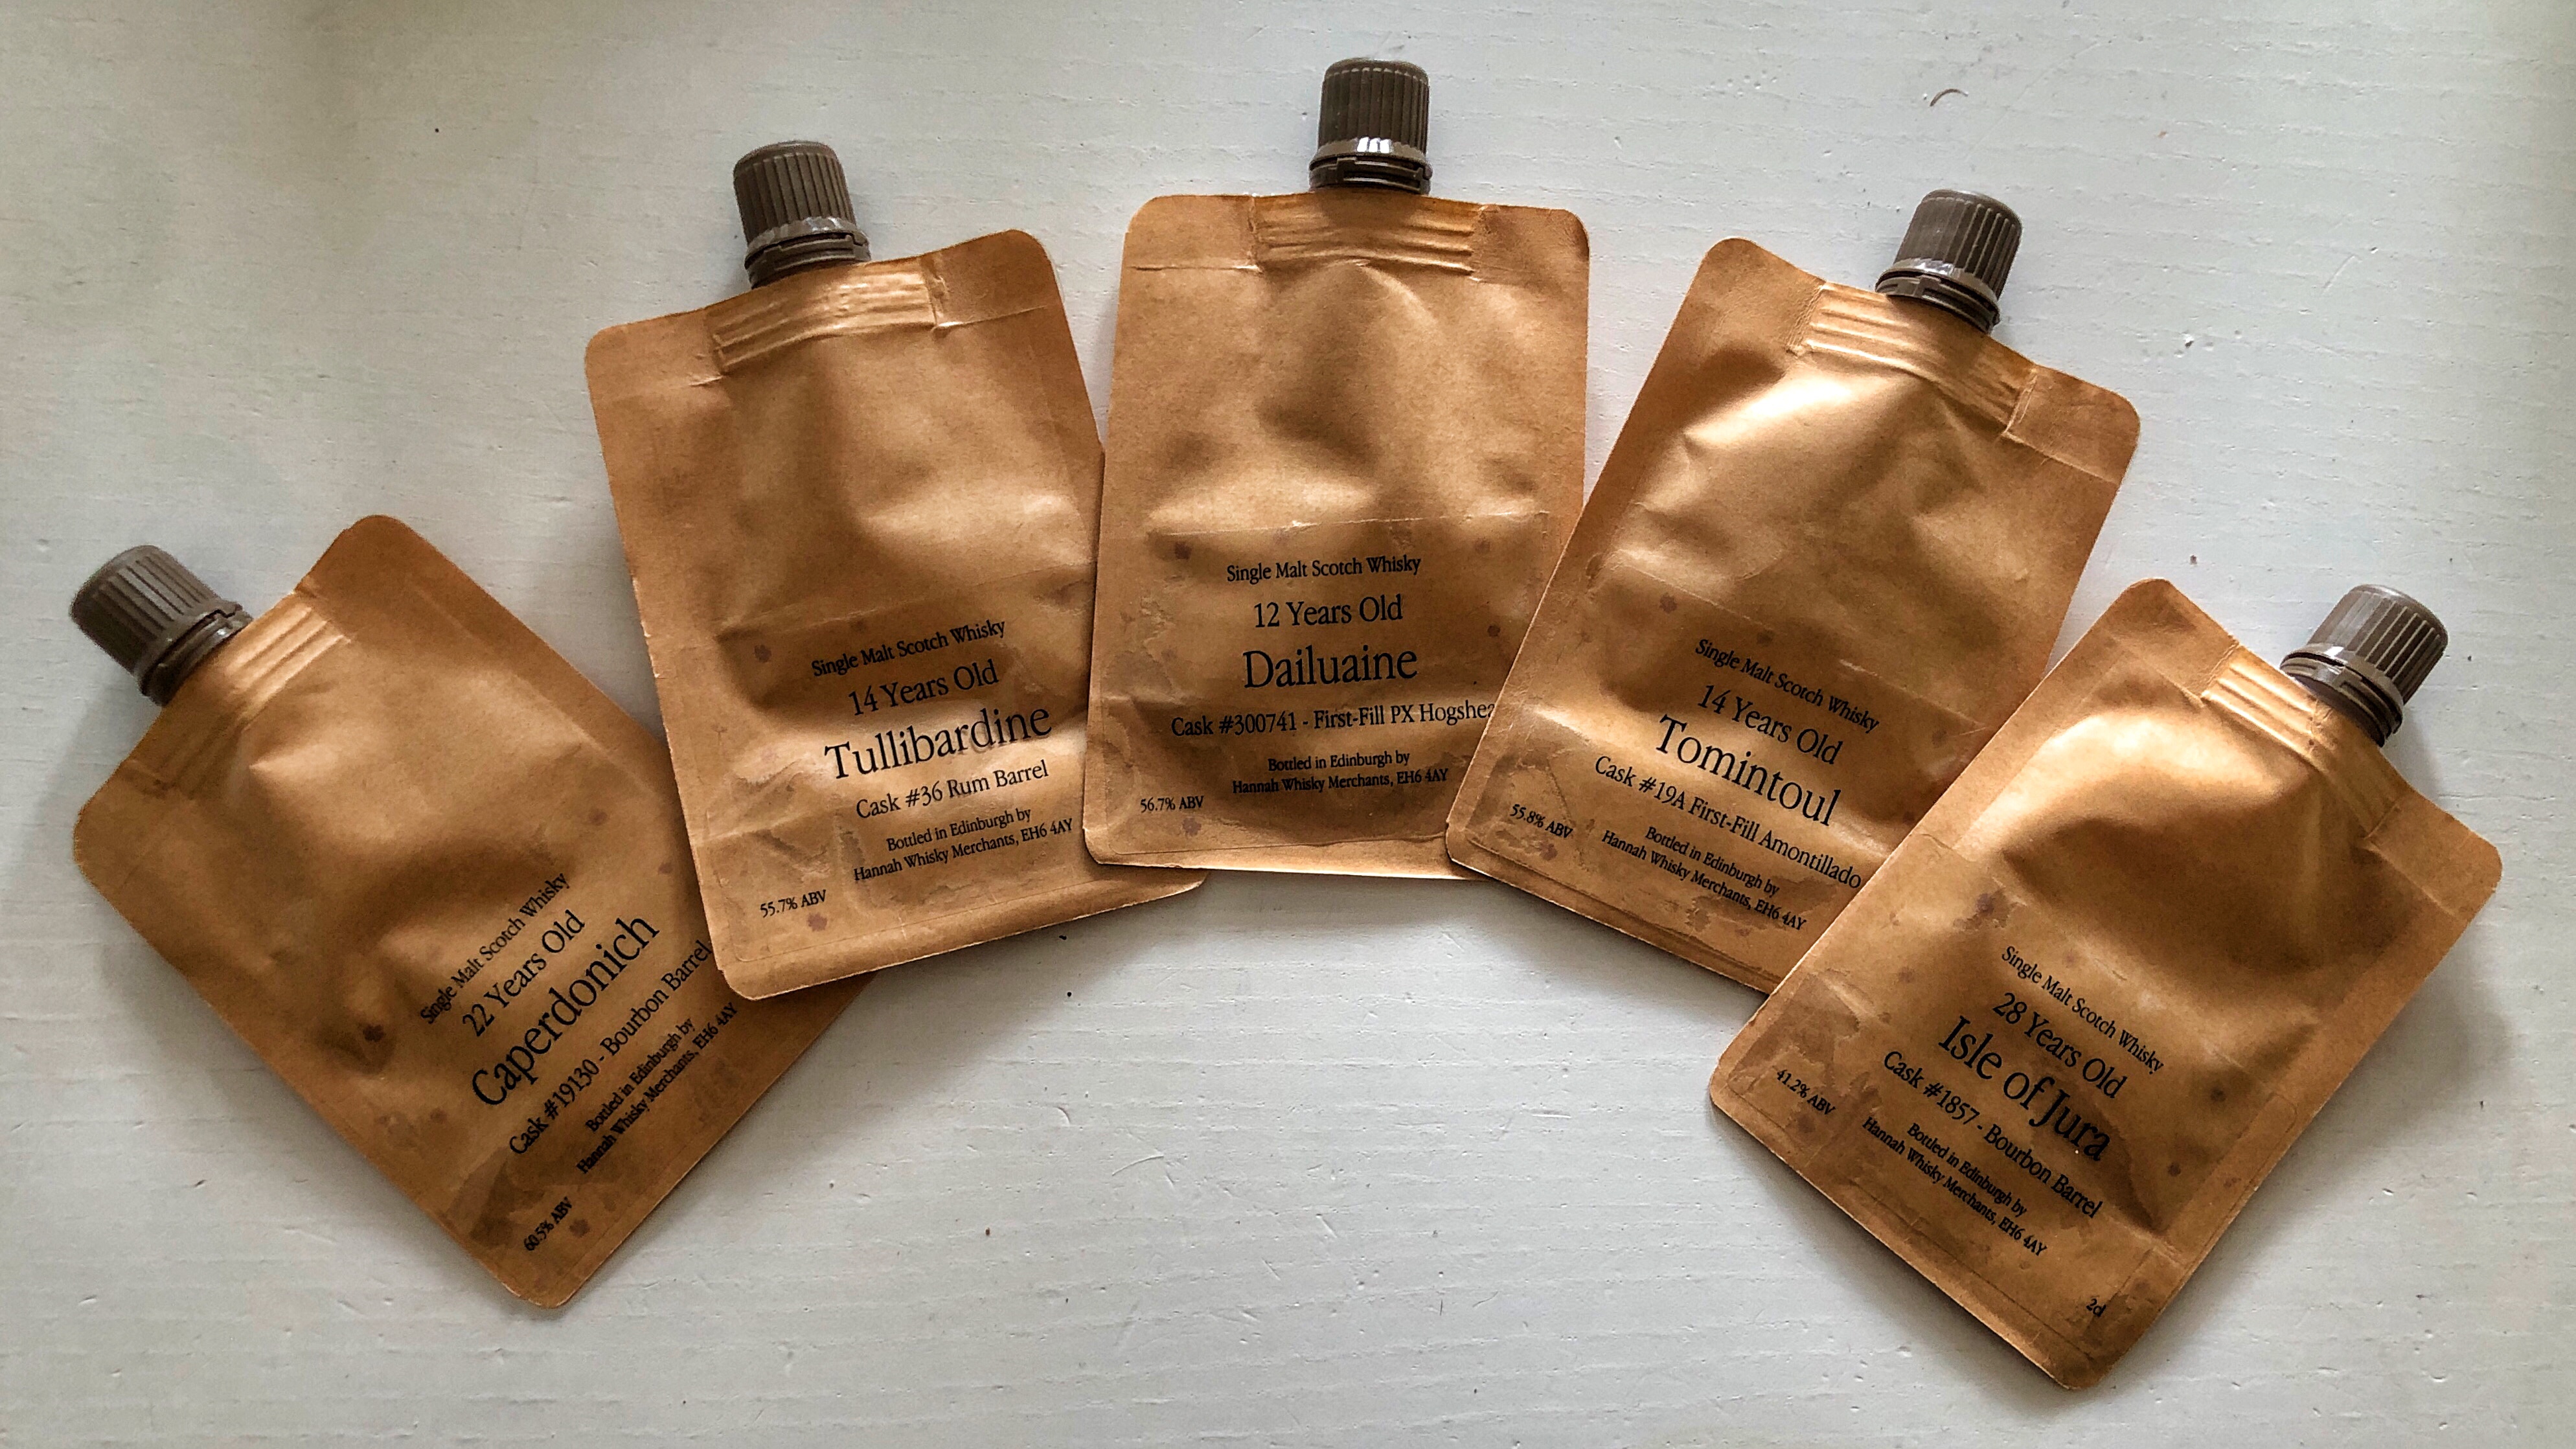 Single Malt Scotch Whisky
22 Years Old
Caperdonich
Cask #19130 - Bourbon Barrel
Bottled in Edinburgh by
Hannah Whisky Merchants, EH6 4AY
60.5% ABV
Single Malt Scotch Whisky
14 Years Old
Tullibardine
Cask #36 Rum Barrel
Bottled in Edinburgh by
Hannah Whisky Merchants, EH6 4AY
55.7% ABV
Single Malt Scotch Whisky
12 Years Old
Dailuaine
Cask #300741 - First-Fill PX Hogshea
Bottled in Edinburgh by
Hannah Whisky Merchants, EH6 4AY
56.7% ABV
Single Malt Scotch Whisky
14 Years Old
Tomintoul
Cask #19A First-Fill Amontillado
Bottled in Edinburgh by
Hannah Whisky Merchants, EH6 4AY
55.8% ABV
Single Malt Scotch Whisky
28 Years Old
Isle of Jura
Cask #1857 - Bourbon Barrel
Bottled in Edinburgh by
Hannah Whisky Merchants, EH6 4AY
41.2% ABV
2cl